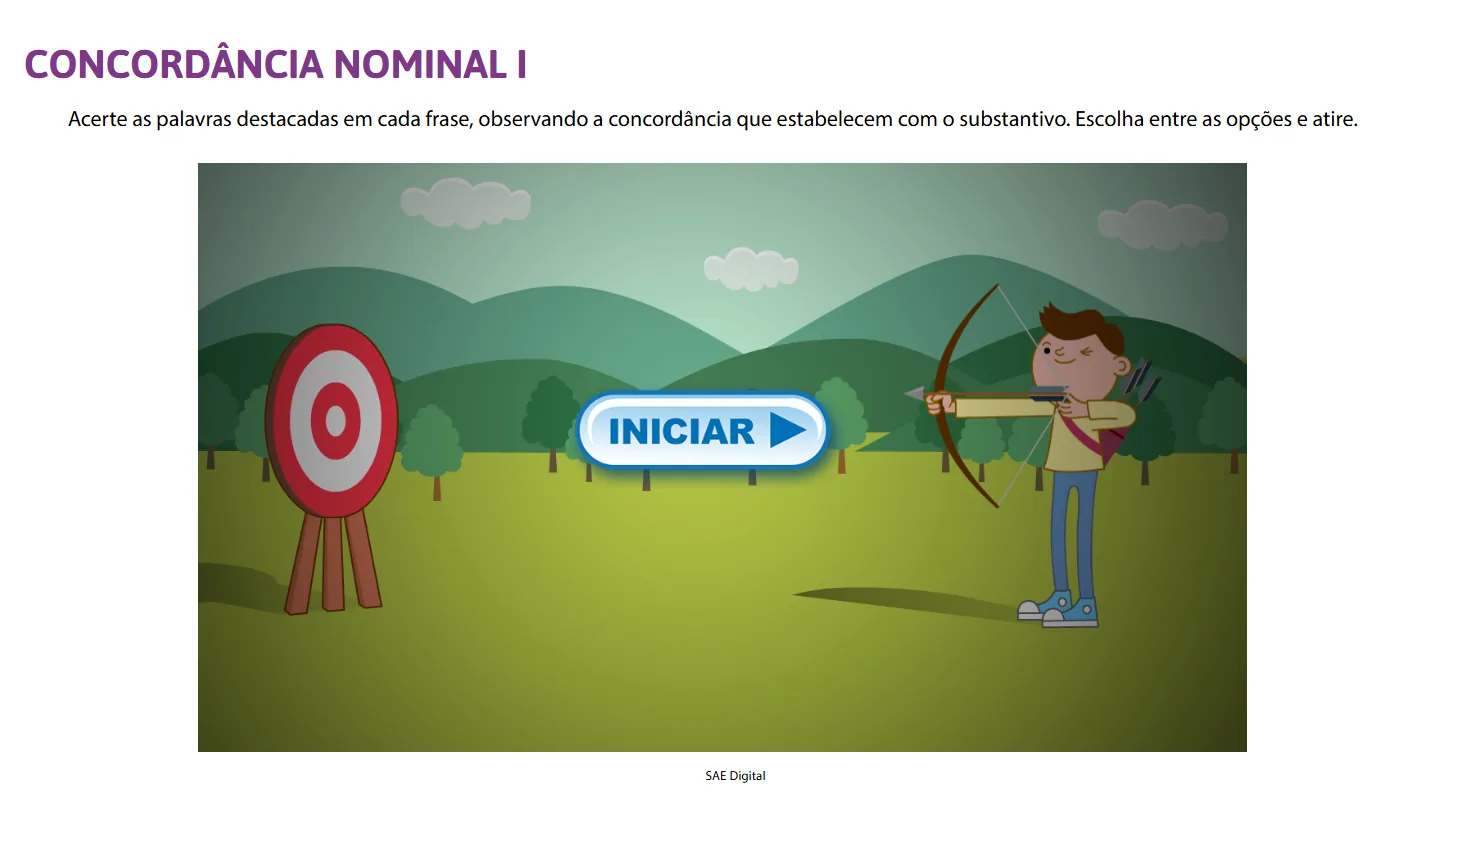 CONCORDÂNCIA NOMINAL I
Acerte as palavras destacadas em cada frase, observando a concordância que estabelecem com o substantivo. Escolha entre as opções e atire.
INICIAR
SAE Digital